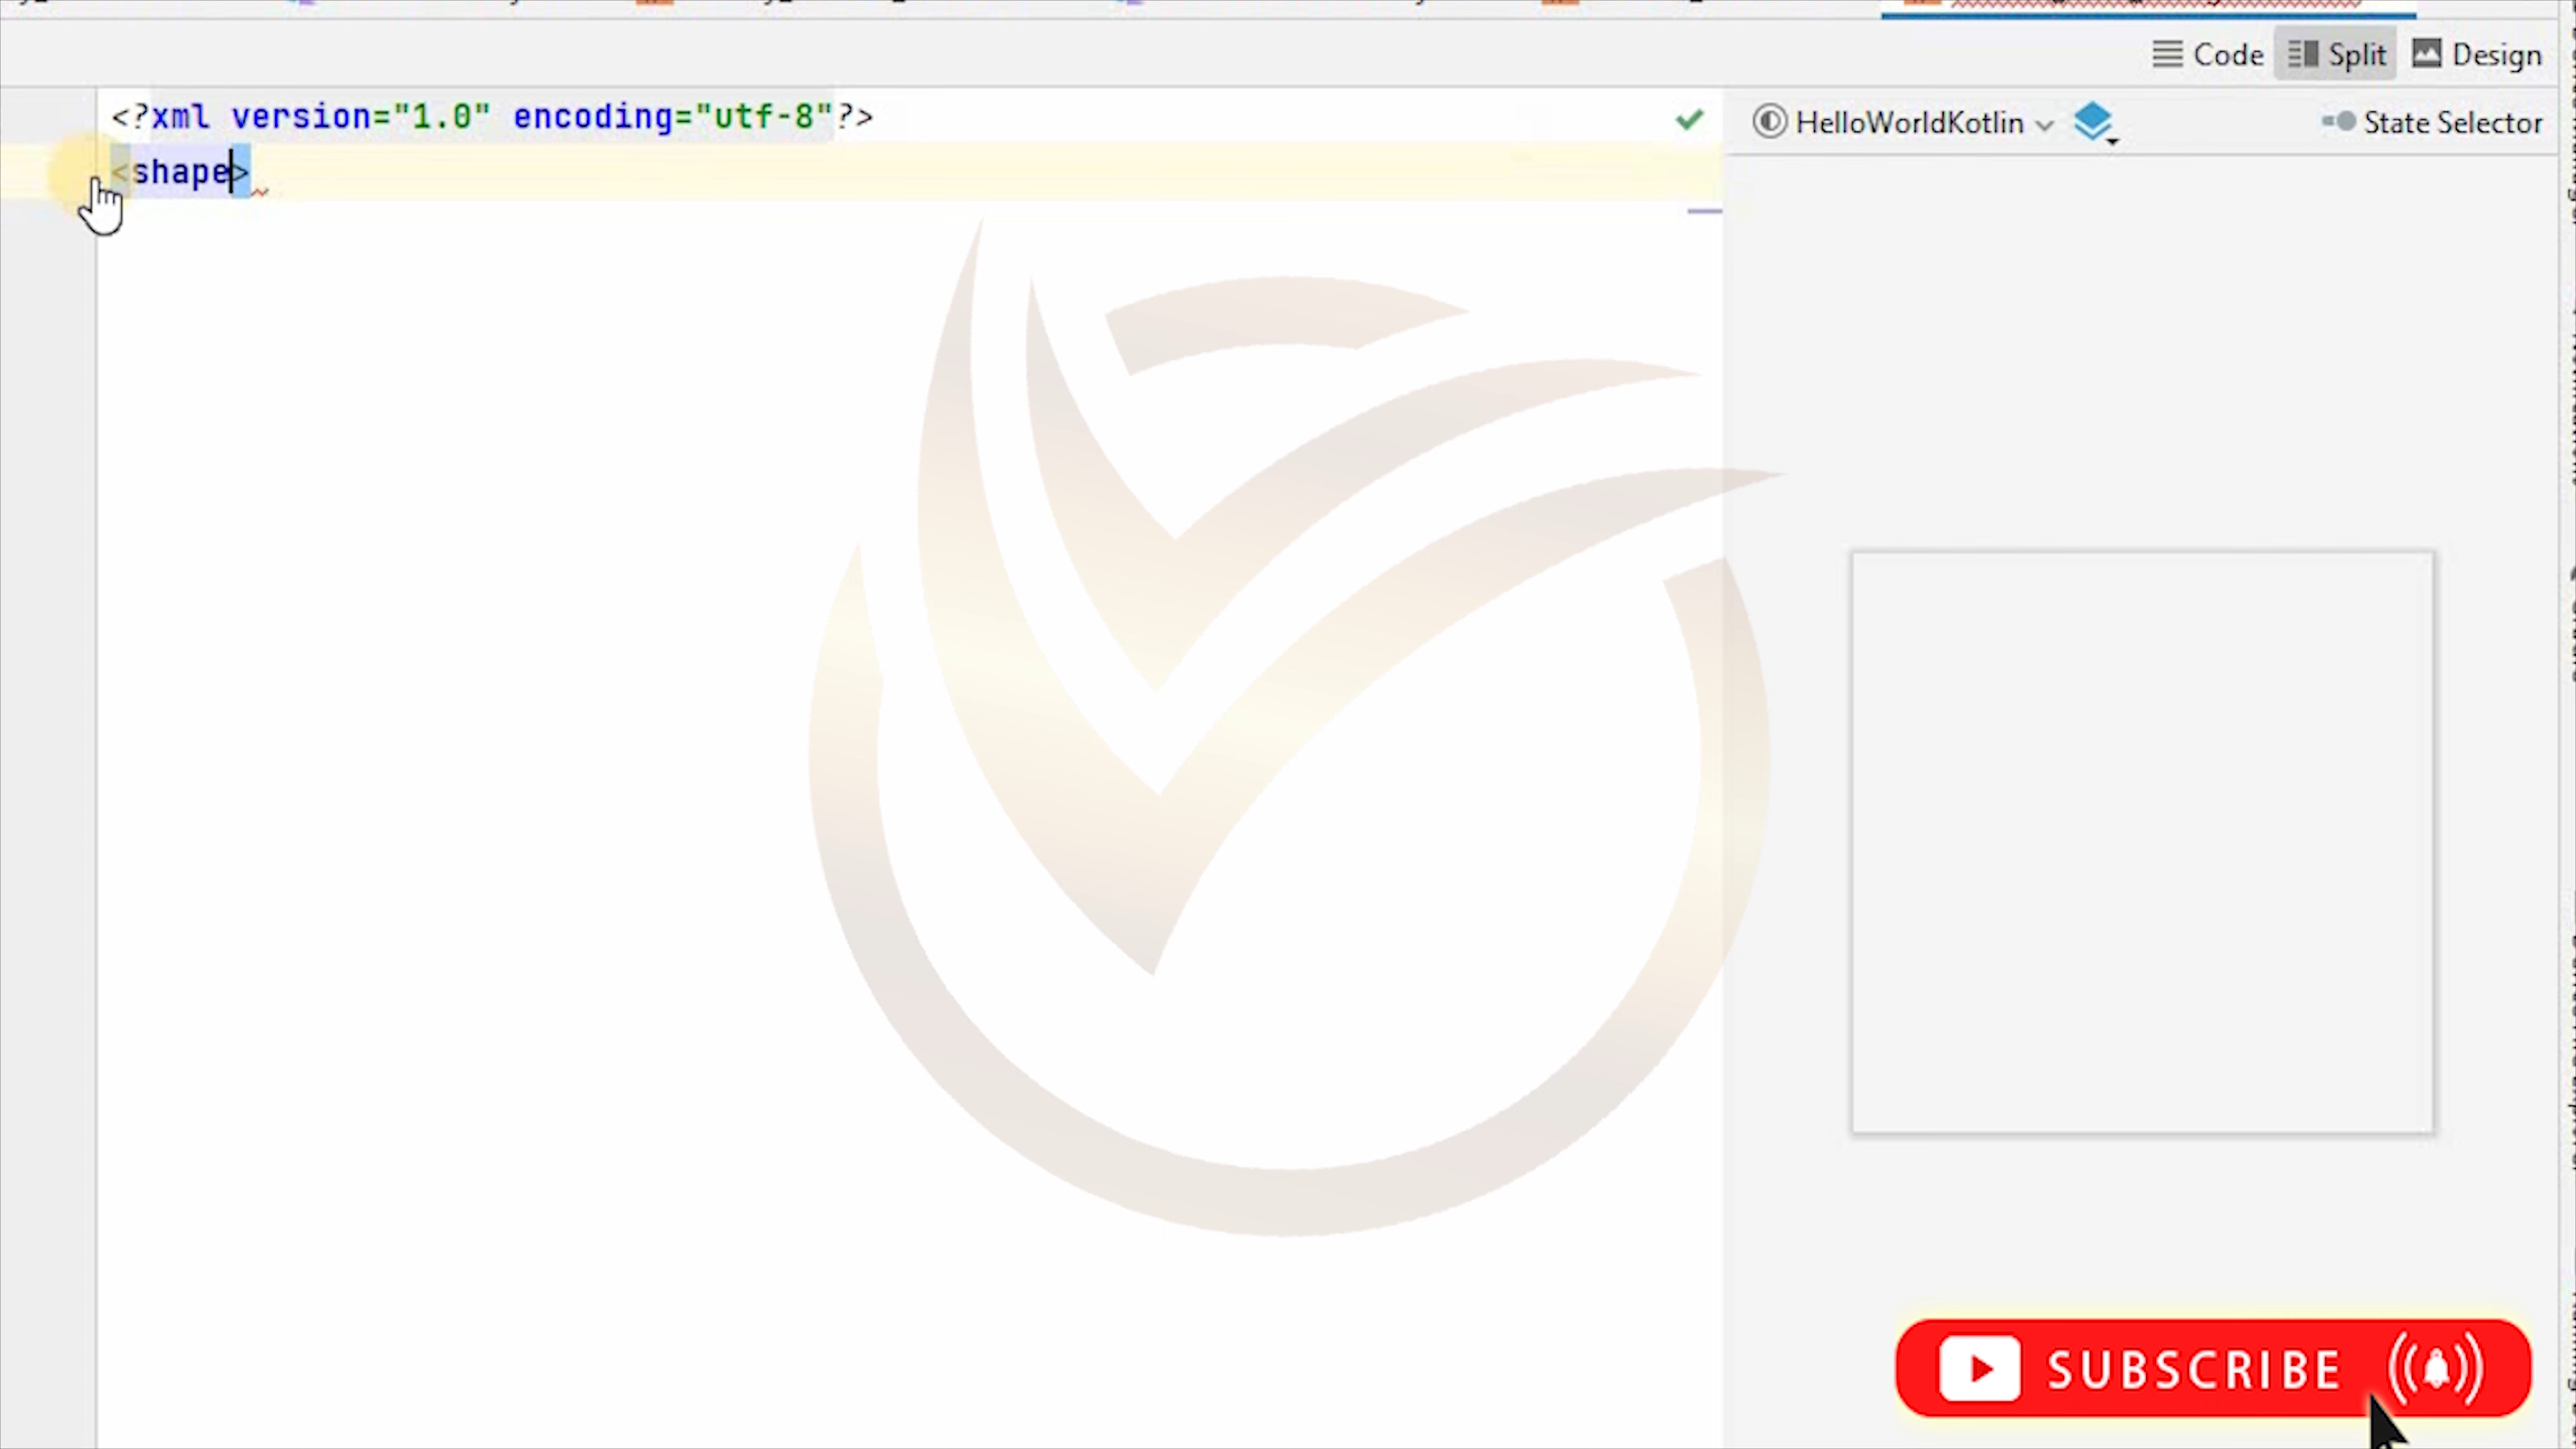 Code Split Design
<?xml version="1.0" encoding="utf-8"?>
HelloWorldKotlin State Selector
<shape>
SUBSCRIBE